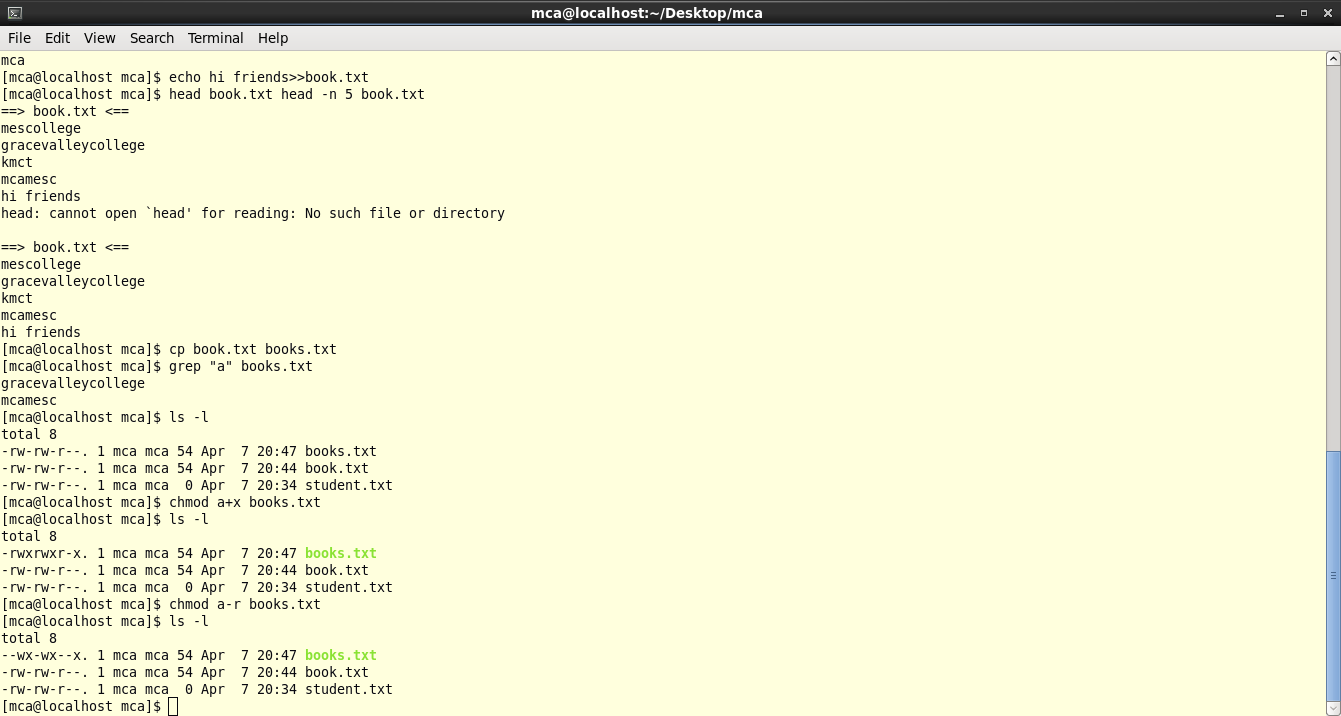 mca@localhost:~/Desktop/mca
File Edit View Search Terminal Help
mca
[mca@localhost mca]$ echo hi friends>>book.txt
[mca@localhost mca]$ head book.txt head -n 5 book.txt
==> book.txt <==
mescollege
gracevalleycollege
kmct
mcamesc
hi friends
head: cannot open `head' for reading: No such file or directory

==> book.txt <==
mescollege
gracevalleycollege
kmct
mcamesc
hi friends
[mca@localhost mca]$ cp book.txt books.txt
[mca@localhost mca]$ grep "a" books.txt
gracevalleycollege
mcamesc
[mca@localhost mca]$ ls -l
total 8
-rw-rw-r--. 1 mca mca 54 Apr  7 20:47 books.txt
-rw-rw-r--. 1 mca mca 54 Apr  7 20:44 book.txt
-rw-rw-r--. 1 mca mca  0 Apr  7 20:34 student.txt
[mca@localhost mca]$ chmod a+x books.txt
[mca@localhost mca]$ ls -l
total 8
-rwxrwxr-x. 1 mca mca 54 Apr  7 20:47 books.txt
-rw-rw-r--. 1 mca mca 54 Apr  7 20:44 book.txt
-rw-rw-r--. 1 mca mca  0 Apr  7 20:34 student.txt
[mca@localhost mca]$ chmod a-r books.txt
[mca@localhost mca]$ ls -l
total 8
--wx-wx--x. 1 mca mca 54 Apr  7 20:47 books.txt
-rw-rw-r--. 1 mca mca 54 Apr  7 20:44 book.txt
-rw-rw-r--. 1 mca mca  0 Apr  7 20:34 student.txt
[mca@localhost mca]$